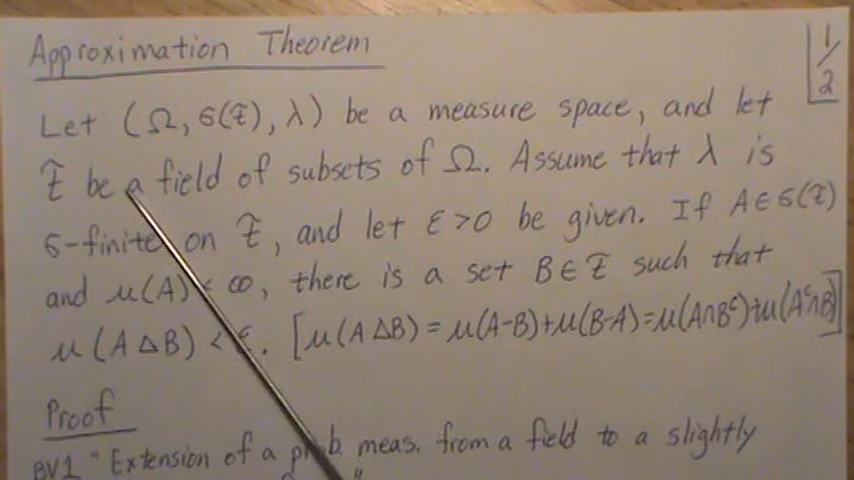 Approximation Theorem
1/2
Let (Ω, σ(Ƒ), λ) be a measure space, and let
Ƒ be a field of subsets of Ω. Assume that λ is
σ-finite on Ƒ, and let ε>0 be given. If A∈σ(Ƒ)
and μ(A) < ∞, there is a set B∈Ƒ such that
μ(A△B) < ε. [μ(A△B) = μ(A-B)+μ(B-A)=μ(A∩Bᶜ)+μ(Aᶜ∩B)]
Proof
BV1 "Extension of a prob. meas. from a field to a slightly
"